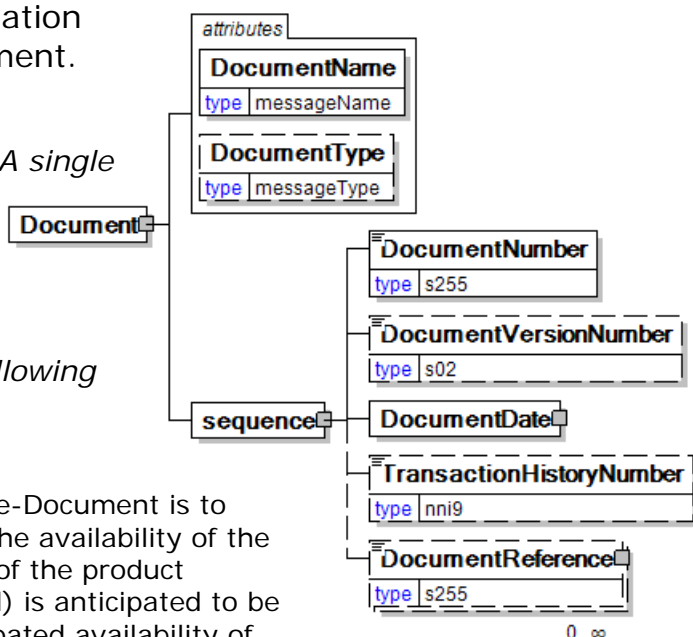 ation
ment.
A single
llowing
e-Document is to
he availability of the
of the product
) is anticipated to be
pated availability of
attributes
DocumentName
type messageName
DocumentType
type messageType
Document
sequence
DocumentNumber
type s255
DocumentVersionNumber
type s02
DocumentDate
TransactionHistoryNumber
type nni9
DocumentReference
type s255
0..∞